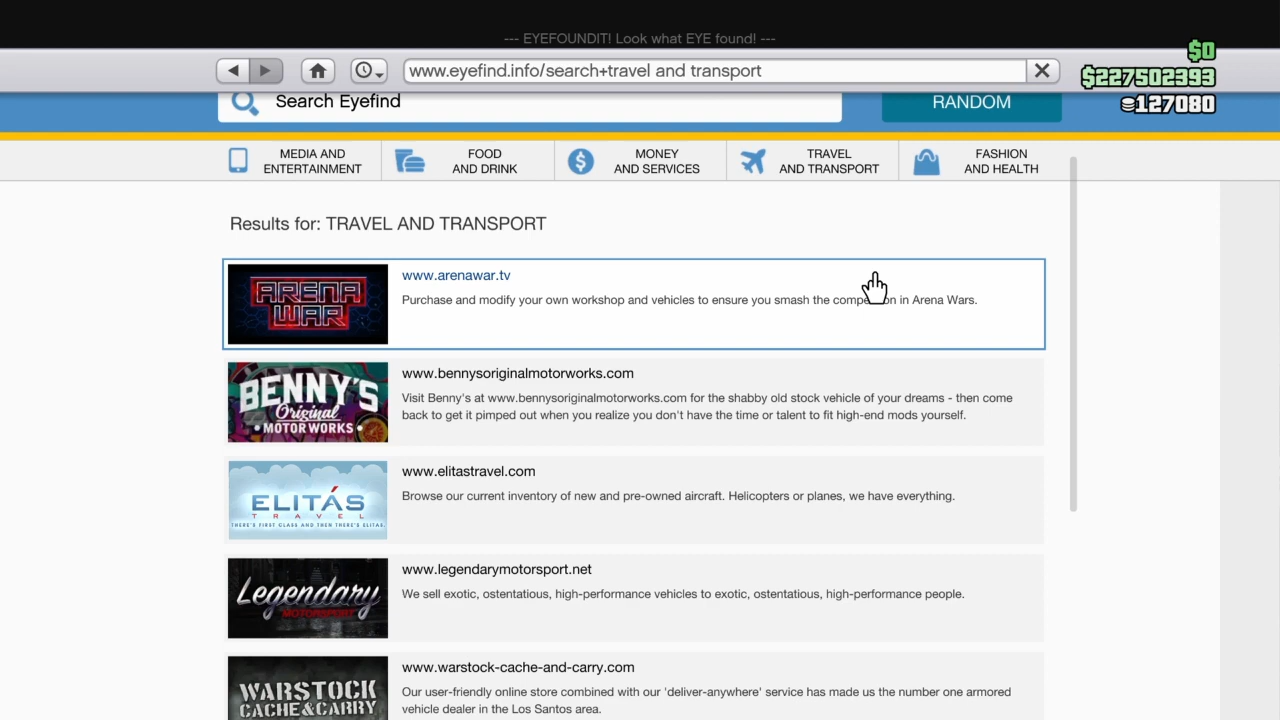 --- EYEFOUNDIT! Look what EYE found! ---
$0
www.eyefind.info/search+travel and transport
$227502393
127080
Search Eyefind
RANDOM
MEDIA AND
ENTERTAINMENT
FOOD
AND DRINK
MONEY
AND SERVICES
TRAVEL
AND TRANSPORT
FASHION
AND HEALTH
Results for: TRAVEL AND TRANSPORT
ARENA
WAR
www.arenawar.tv
Purchase and modify your own workshop and vehicles to ensure you smash the in Arena Wars.
BENNY'S
Original
• MOTOR WORKS •
www.bennysoriginalmotorworks.com
Visit Benny's at www.bennysoriginalmotorworks.com for the shabby old stock vehicle of your dreams - then come
back to get it pimped out when you realize you don't have the time or talent to fit high-end mods yourself.
ELITÁS
TRAVEL
THERE'S FIRST CLASS AND THEN THERE'S ELITAS.
www.elitastravel.com
Browse our current inventory of new and pre-owned aircraft. Helicopters or planes, we have everything.
Legendary
MOTORSPORT
www.legendarymotorsport.net
We sell exotic, ostentatious, high-performance vehicles to exotic, ostentatious, high-performance people.
WARSTOCK
CACHE & CARRY
www.warstock-cache-and-carry.com
Our user-friendly online store combined with our 'deliver-anywhere' service has made us the number one armored
vehicle dealer in the Los Santos area.